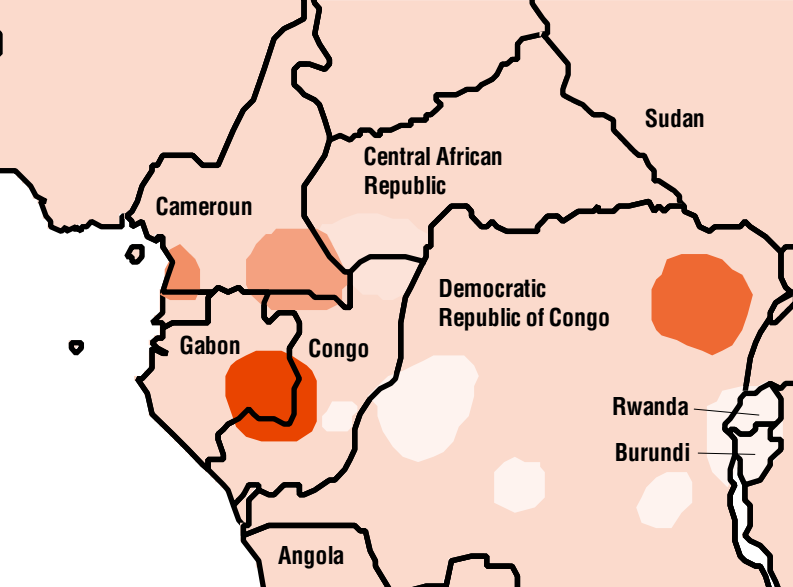 Sudan
Central African
Republic
Cameroun
Democratic
Republic of Congo
Gabon
Congo
Rwanda
Burundi
Angola